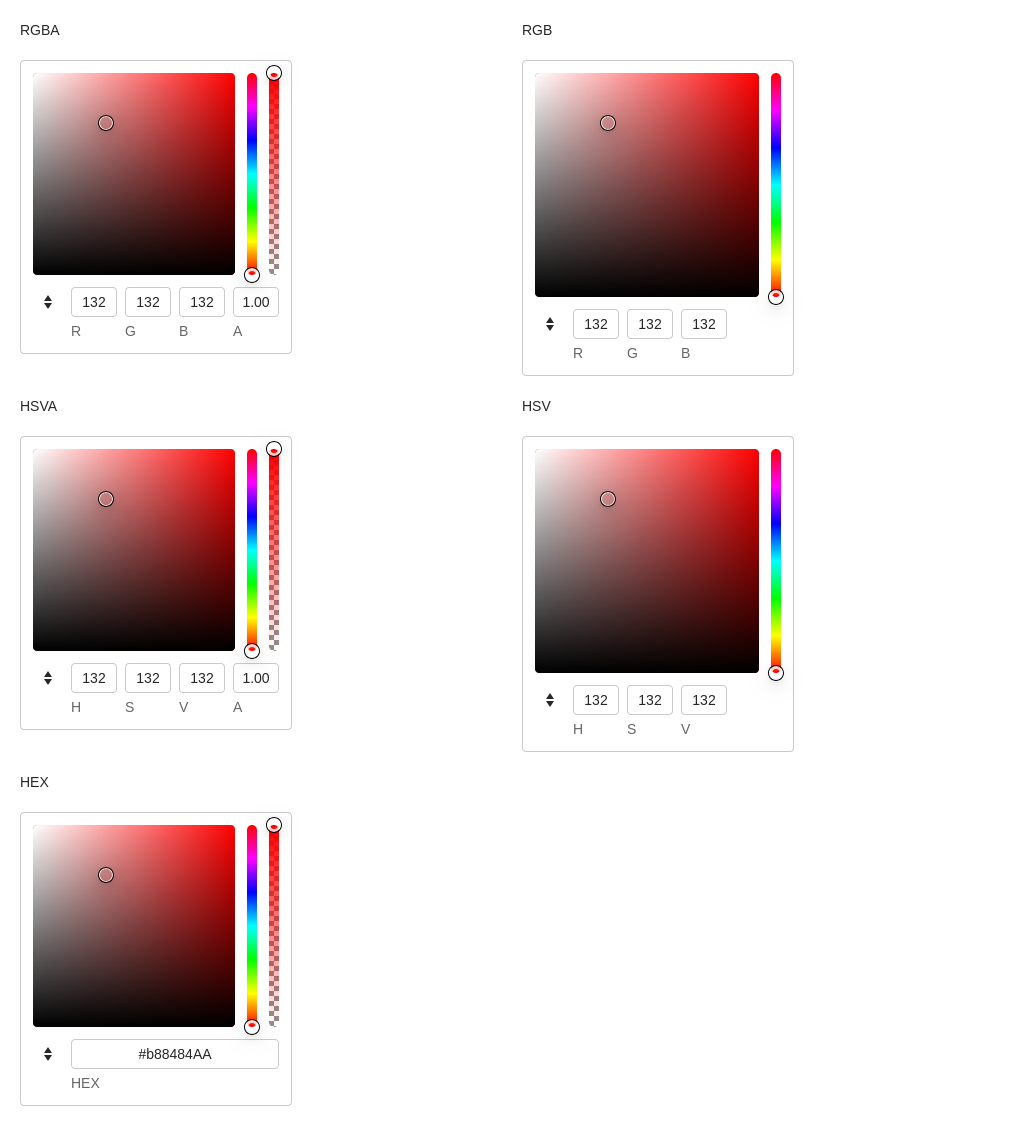 RGBA
132 132 132 1.00
R G B A
RGB
132 132 132
R G B
HSVA
132 132 132 1.00
H S V A
HSV
132 132 132
H S V
HEX
#b88484AA
HEX